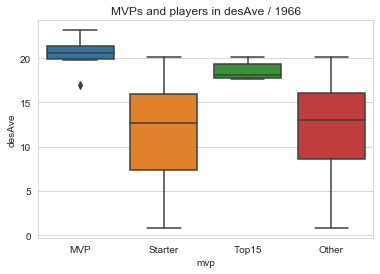 MVPs and players in desAve / 1966
20
15
10
5
0
desAve
MVP Starter Top15 Other
mvp